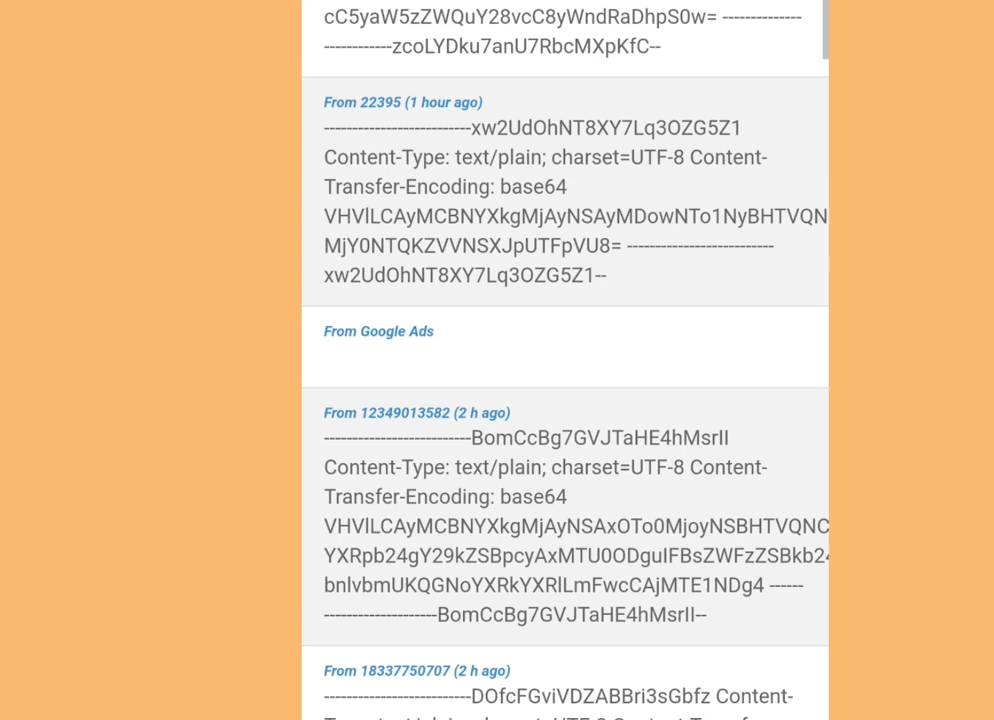 cC5yaW5zZWQuY28vcC8yWndRaDhpS0w= --------------
------------zcoLYDku7anU7RbcMXpKfC--
From 22395 (1 hour ago)
--------------------------xw2UdOhNT8XY7Lq3OZG5Z1
Content-Type: text/plain; charset=UTF-8 Content-
Transfer-Encoding: base64
VHVlLCAyMCBNYXkgMjAyNSAyMDowNTo1NyBHTVQN
MjY0NTQKZVVNSXJpUTFpVU8= --------------------------
xw2UdOhNT8XY7Lq3OZG5Z1--
From Google Ads
From 12349013582 (2 h ago)
--------------------------BomCcBg7GVJTaHE4hMsrII
Content-Type: text/plain; charset=UTF-8 Content-
Transfer-Encoding: base64
VHVlLCAyMCBNYXkgMjAyNSAxOTo0MjoyNSBHTVQNC
YXRpb24gY29kZSBpcyAxMTU0ODguIFBsZWFzZSBkb24
bnlvbmUKQGNoYXRkYXRlLmFwcCAjMTE1NDg4 ------
--------------------BomCcBg7GVJTaHE4hMsrII--
From 18337750707 (2 h ago)
--------------------------DOfcFGviVDZABBri3sGbfz Content-